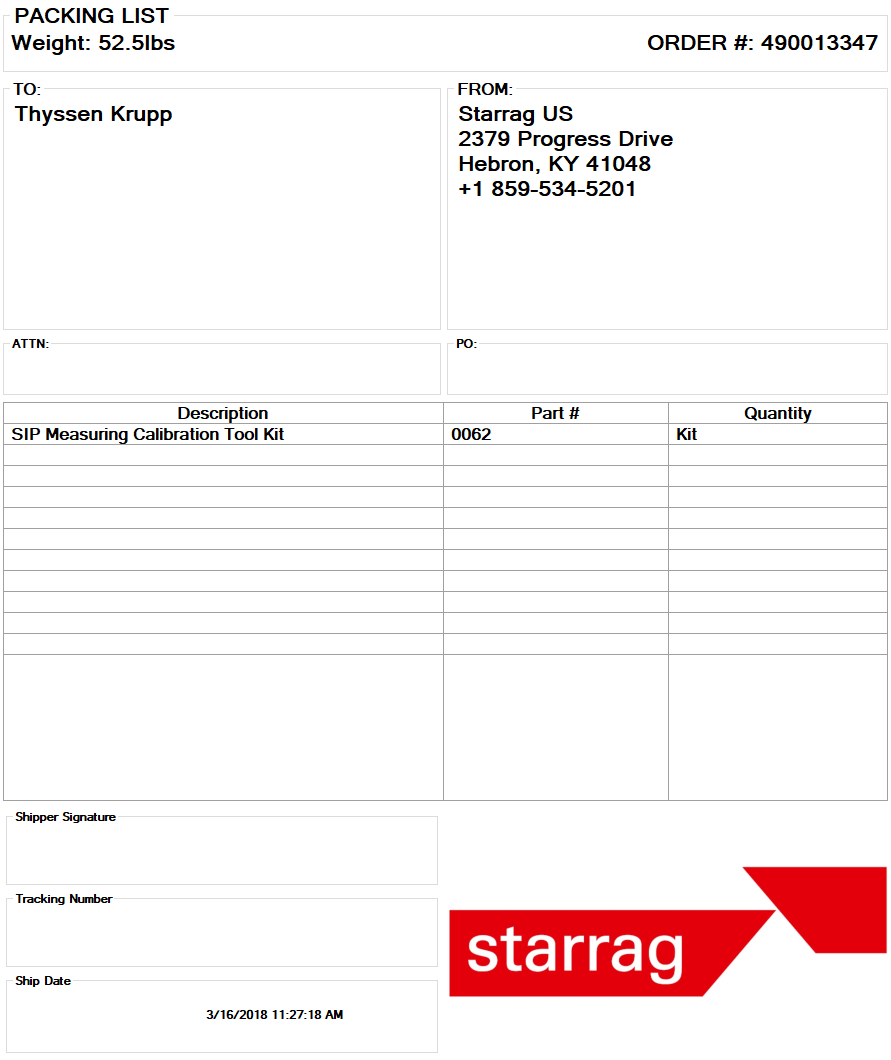 PACKING LIST
Weight: 52.5lbs
ORDER #: 490013347
TO:
Thyssen Krupp
FROM:
Starrag US
2379 Progress Drive
Hebron, KY 41048
+1 859-534-5201
ATTN:
PO:
Description Part # Quantity
SIP Measuring Calibration Tool Kit 0062 Kit
Shipper Signature
Tracking Number
Ship Date
3/16/2018 11:27:18 AM
starrag